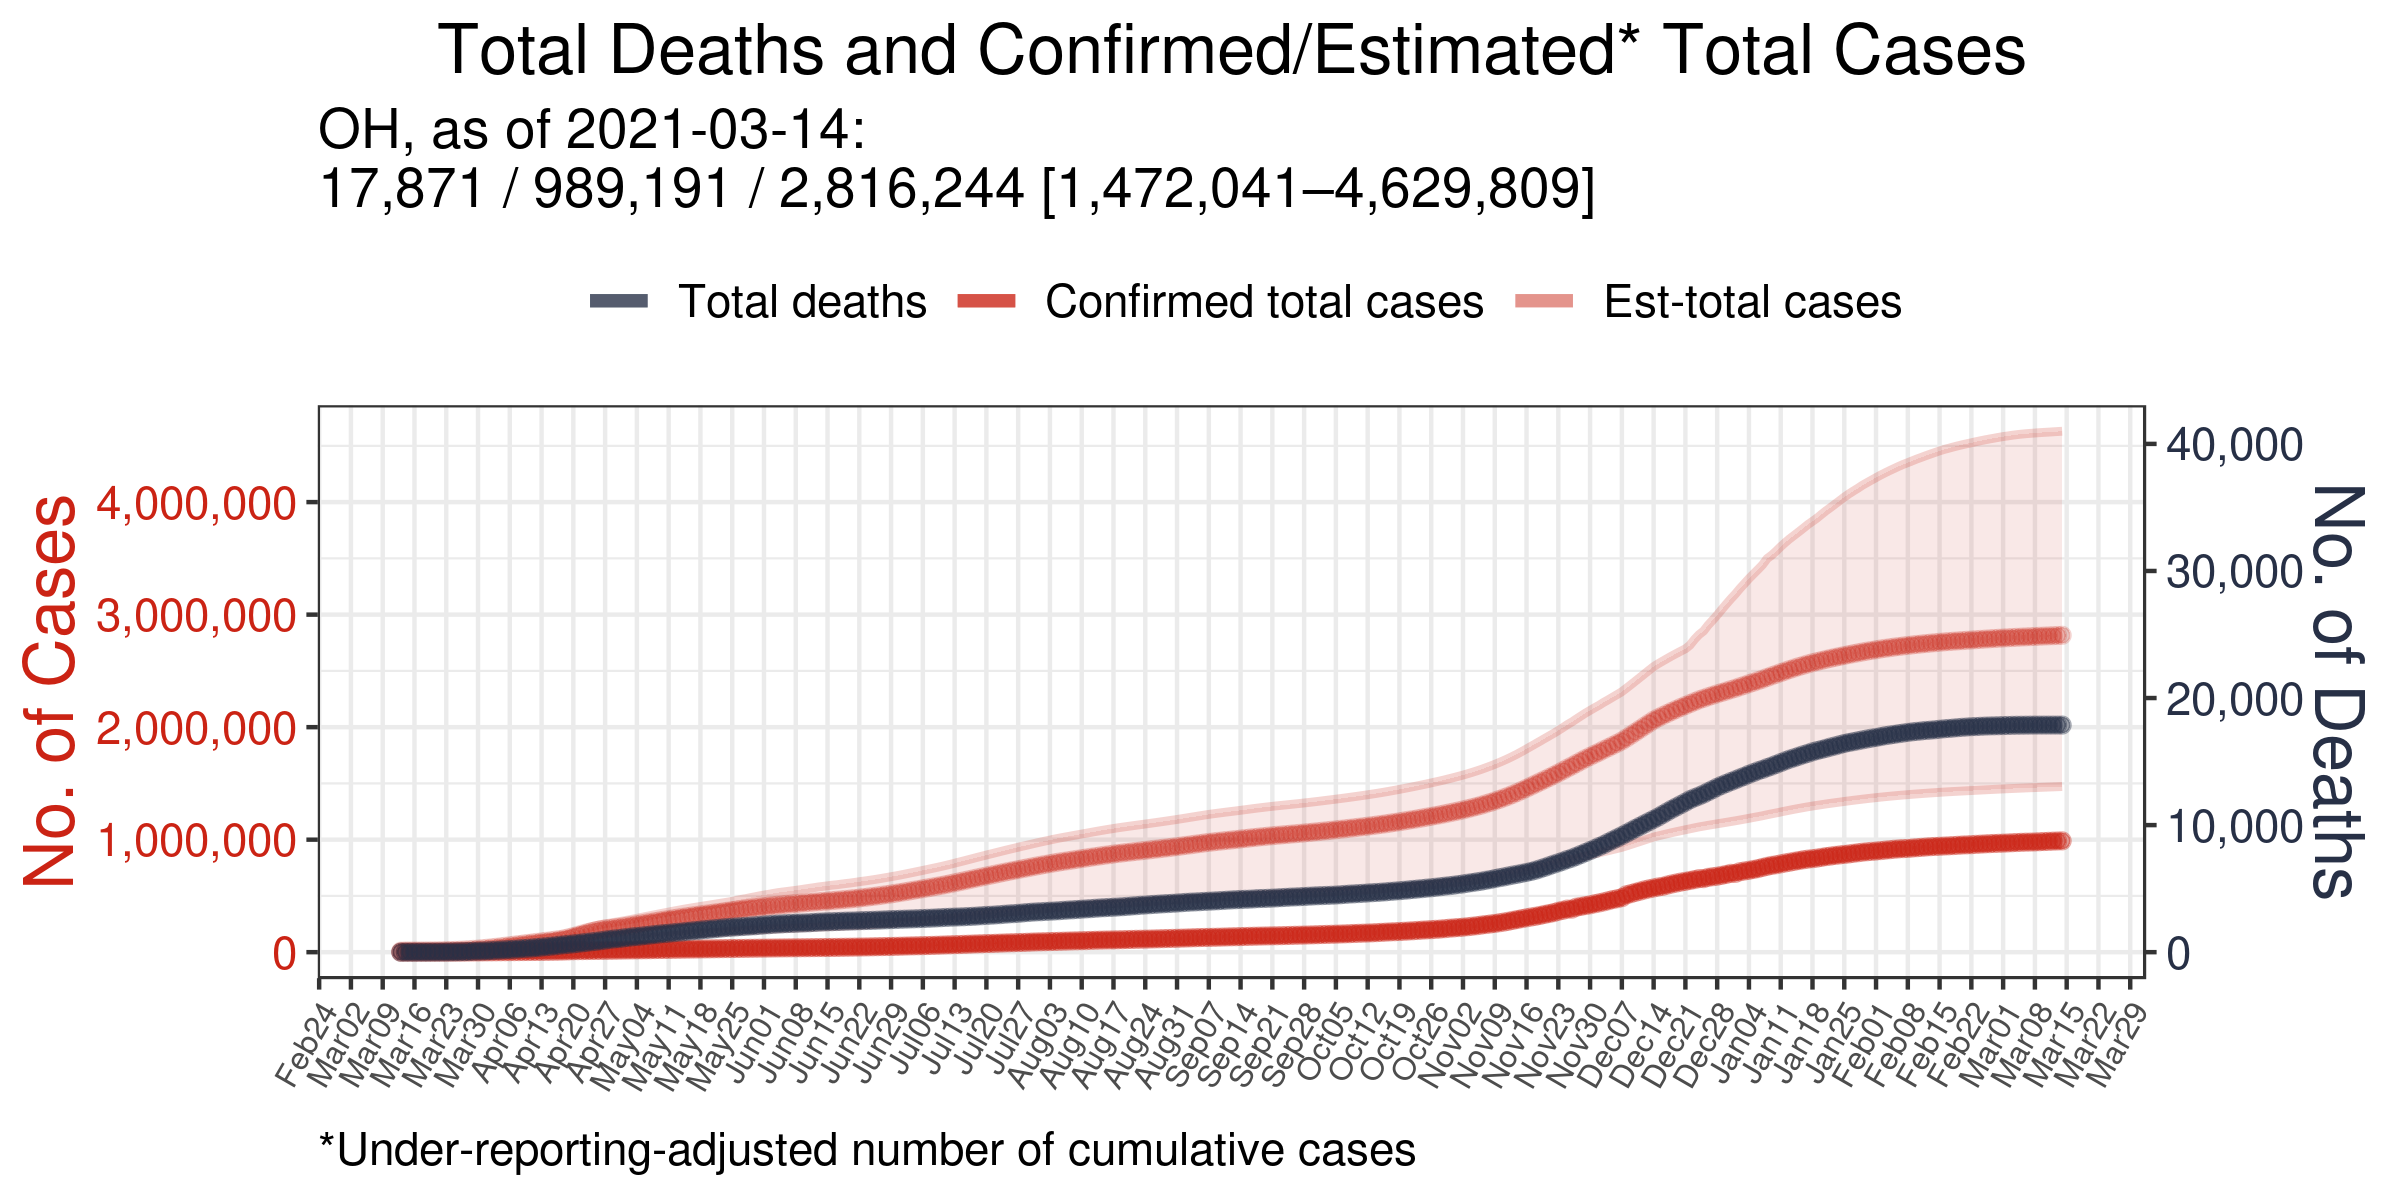 Total Deaths and Confirmed/Estimated* Total Cases
OH, as of 2021-03-14:
17,871 / 989,191 / 2,816,244 [1,472,041–4,629,809]
Total deaths
Confirmed total cases
Est-total cases
No. of Cases
4,000,000
3,000,000
2,000,000
1,000,000
0
40,000
30,000
20,000
10,000
0
No. of Deaths
Feb24
Mar02
Mar09
Mar16
Mar23
Mar30
Apr06
Apr13
Apr20
Apr27
May04
May11
May18
May25
Jun01
Jun08
Jun15
Jun22
Jun29
Jul06
Jul13
Jul20
Jul27
Aug03
Aug10
Aug17
Aug24
Aug31
Sep07
Sep14
Sep21
Sep28
Oct05
Oct12
Oct19
Oct26
Nov02
Nov09
Nov16
Nov23
Nov30
Dec07
Dec14
Dec21
Dec28
Jan04
Jan11
Jan18
Jan25
Feb01
Feb08
Feb15
Feb22
Mar01
Mar08
Mar15
Mar22
Mar29
*Under-reporting-adjusted number of cumulative cases